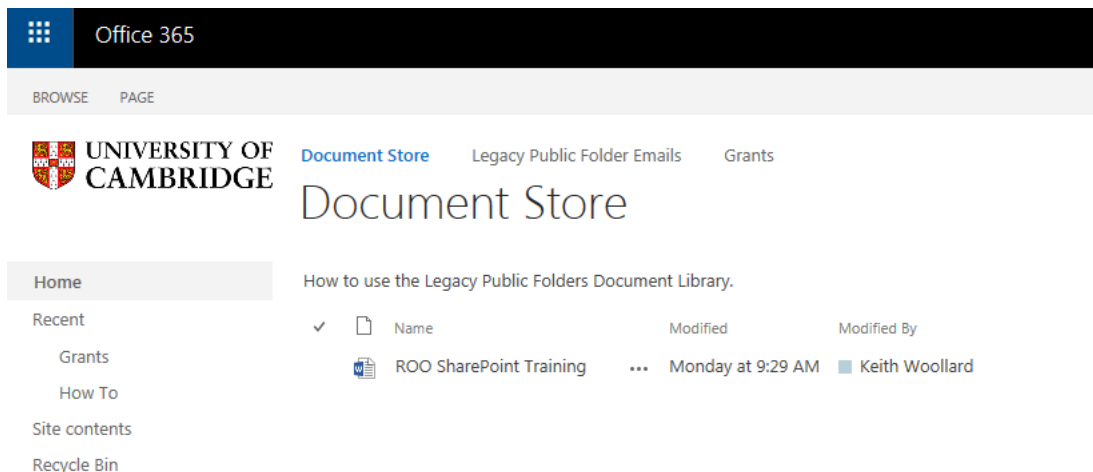 Office 365
BROWSE PAGE
UNIVERSITY OF
CAMBRIDGE
Document Store Legacy Public Folder Emails Grants
Document Store
Home
Recent
Grants
How To
Site contents
Recycle Bin
How to use the Legacy Public Folders Document Library.
Name Modified Modified By
ROO SharePoint Training ... Monday at 9:29 AM Keith Woollard